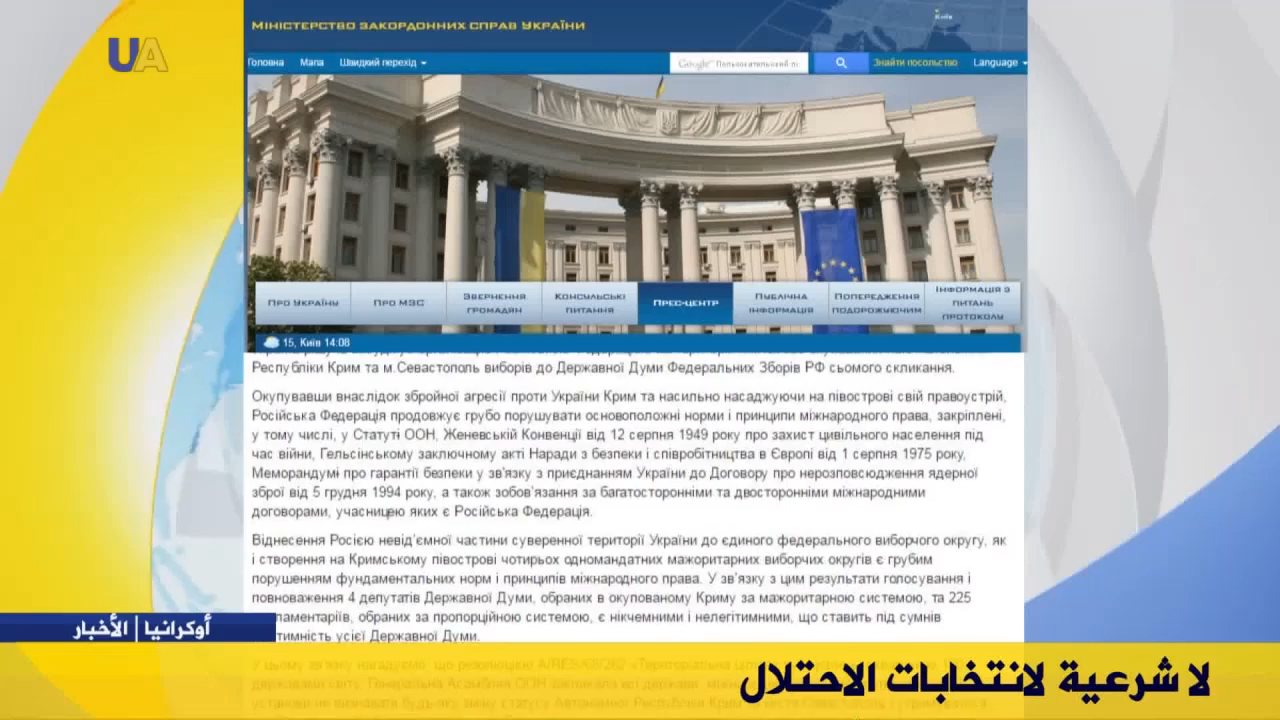 UA
Міністерство закордонних справ України
Головна Мапа Швидкий перехід Google Пользовательский п Знайти посольство Language
Київ
Про Україну Про МЗС Звернення громадян Консульські питання Прес-центр Публічна інформація Попередження подорожуючим Інформація з питань протоколу
15, Київ 14:08
Республіки Крим та м.Севастополь виборів до Державної Думи Федеральних Зборів РФ сьомого скликання.
Окупувавши внаслідок збройної агресії проти України Крим та насильно насаджуючи на півострові свій правоустрій,
Російська Федерація продовжує грубо порушувати основоположні норми і принципи міжнародного права, закріплені,
у тому числі, у Статуті ООН, Женевській Конвенції від 12 серпня 1949 року про захист цивільного населення під
час війни, Гельсінському заключному акті Наради з безпеки і співробітництва в Європі від 1 серпня 1975 року,
Меморандумі про гарантії безпеки у зв'язку з приєднанням України до Договору про нерозповсюдження ядерної
зброї від 5 грудня 1994 року, а також зобов'язання за багатосторонніми та двосторонніми міжнародними
договорами, учасницею яких є Російська Федерація.
Віднесення Росією невід'ємної частини суверенної території України до єдиного федерального виборчого округу, як
і створення на Кримському півострові чотирьох одномандатних мажоритарних виборчих округів є грубим
порушенням фундаментальних норм і принципів міжнародного права. У зв'язку з цим результати голосування і
повноваження 4 депутатів Державної Думи, обраних в окупованому Криму за мажоритарною системою, та 225
ламентаріїв, обраних за пропорційною системою, є нікчемними і нелегітимними, що ставить під сумнів
тимність усієї Державної Думи.
أوكرانيا | الأخبار
لا شرعية لانتخابات الاحتلال